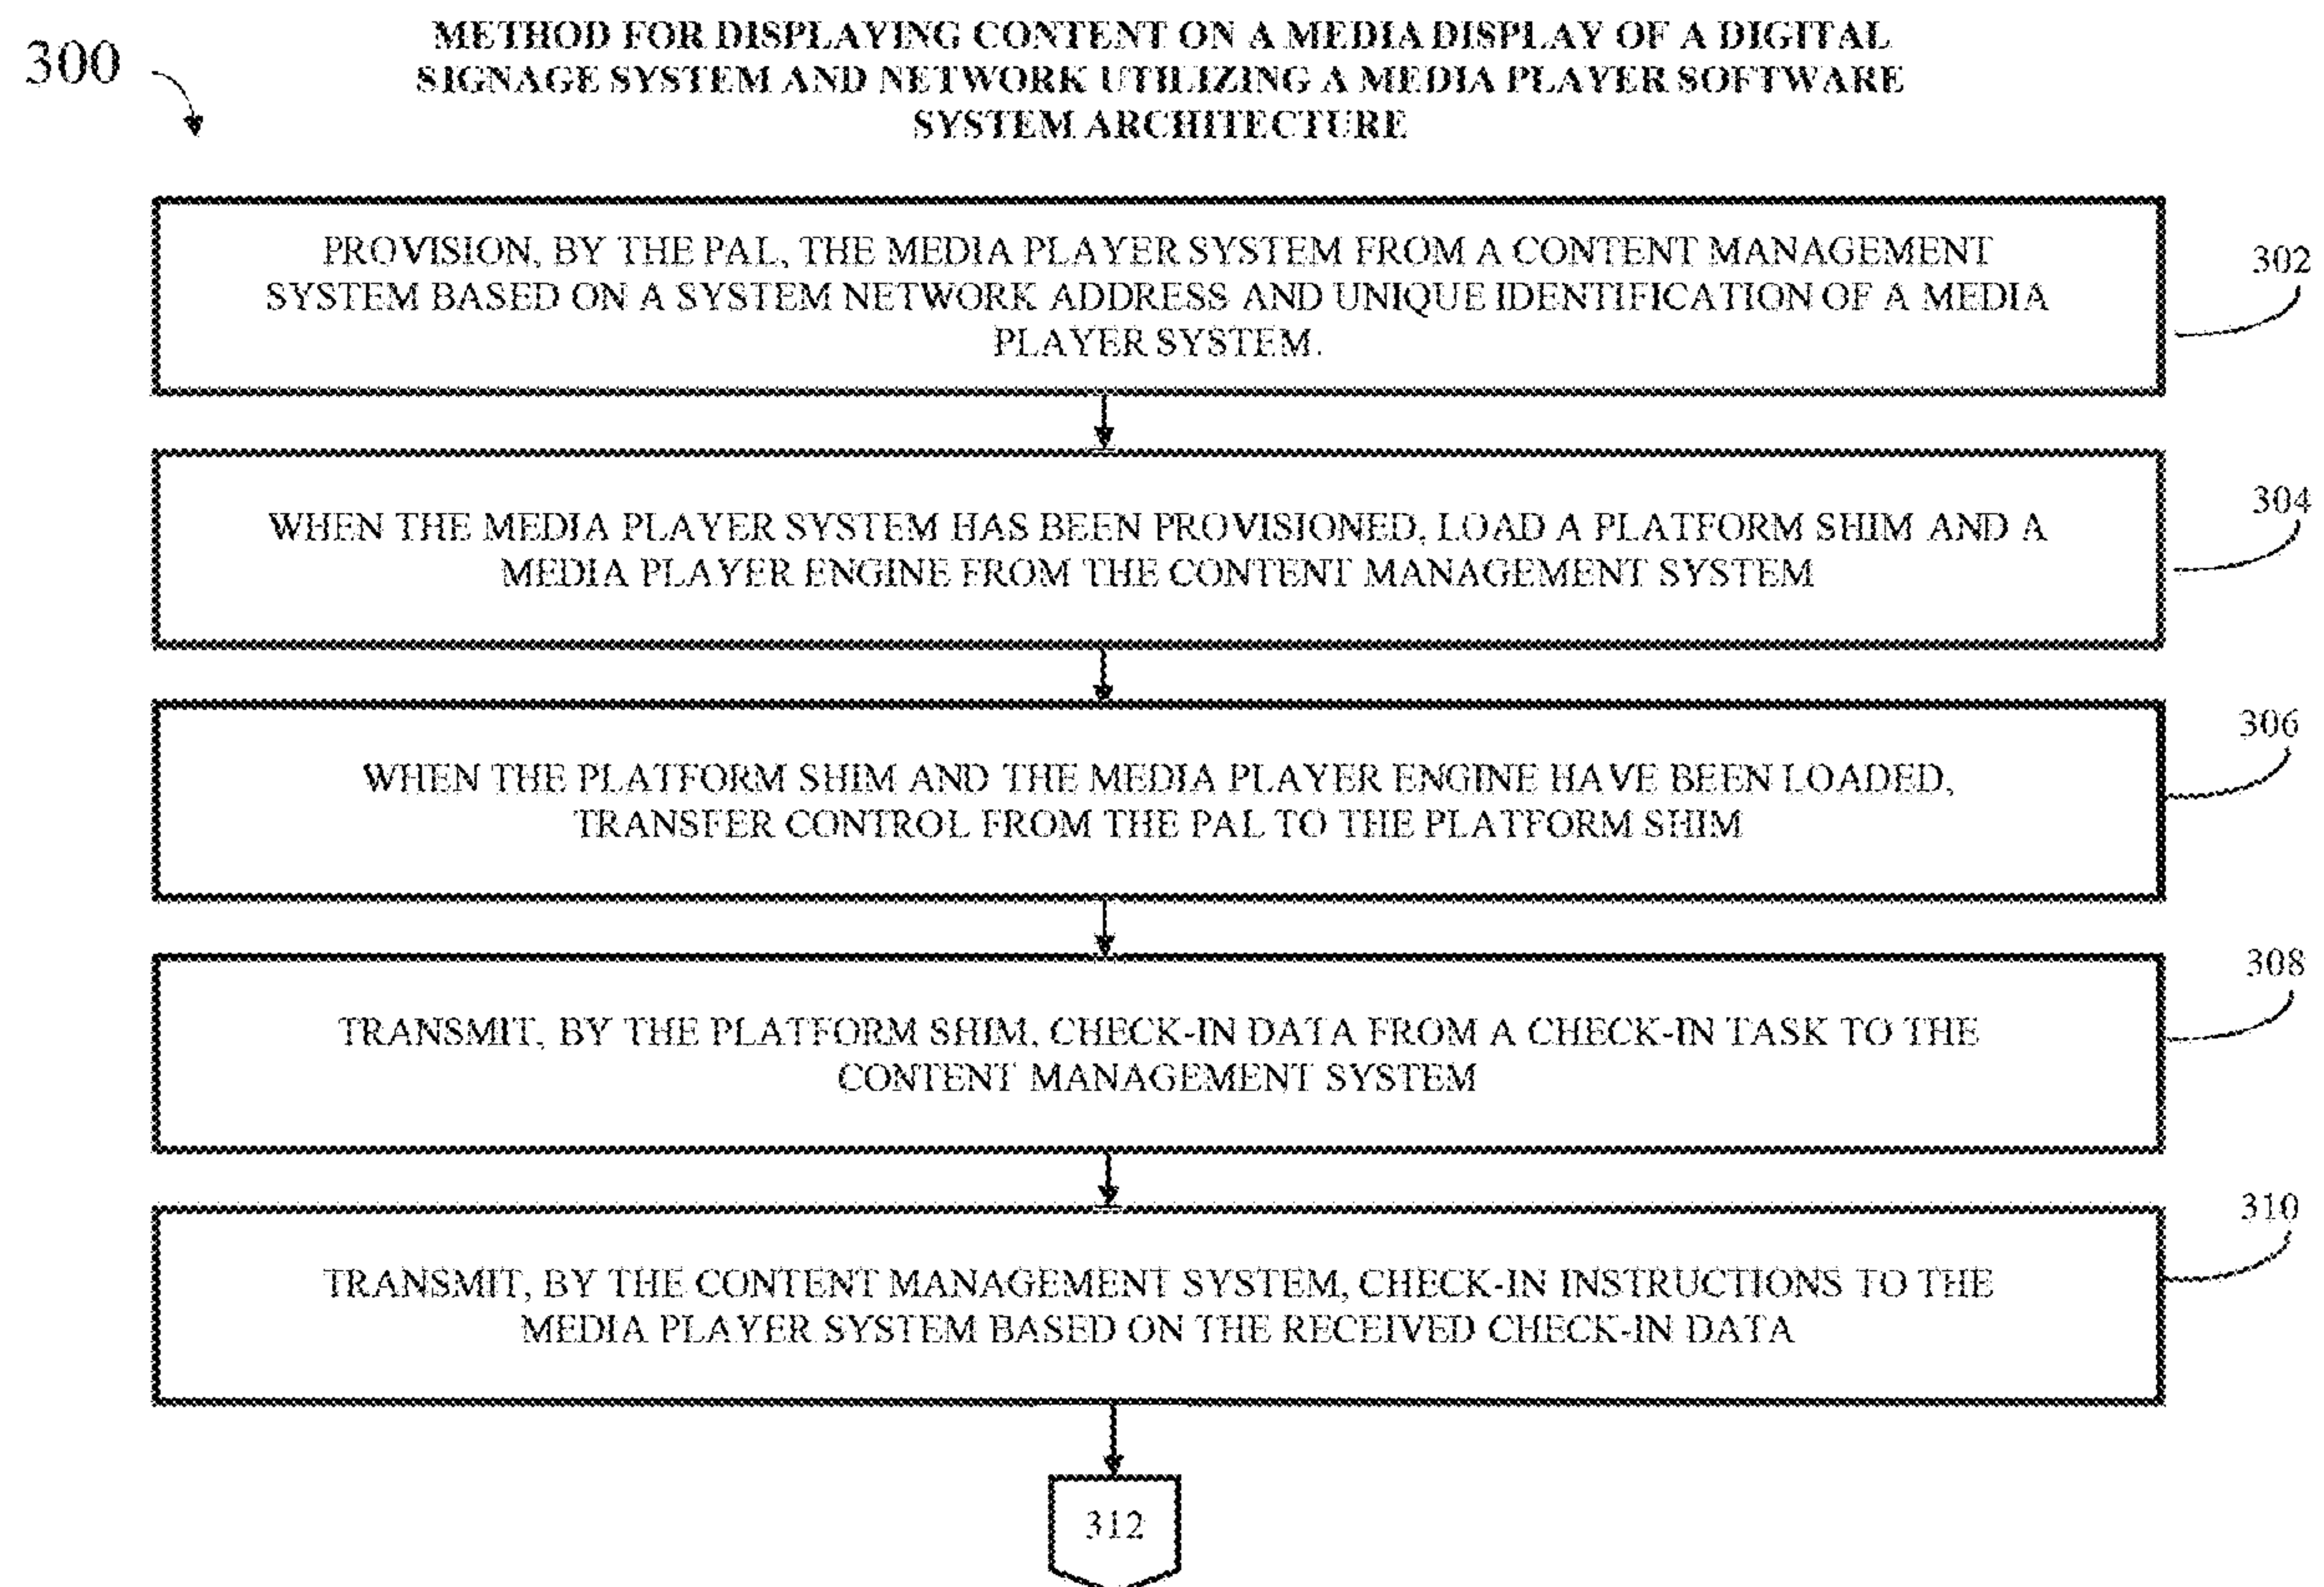 300
METHOD FOR DISPLAYING CONTENT ON A MEDIA DISPLAY OF A DIGITAL
SIGNAGE SYSTEM AND NETWORK UTILIZING A MEDIA PLAYER SOFTWARE
SYSTEM ARCHITECTURE
PROVISION, BY THE PAL, THE MEDIA PLAYER SYSTEM FROM A CONTENT MANAGEMENT
SYSTEM BASED ON A SYSTEM NETWORK ADDRESS AND UNIQUE IDENTIFICATION OF A MEDIA
PLAYER SYSTEM.
302
WHEN THE MEDIA PLAYER SYSTEM HAS BEEN PROVISIONED, LOAD A PLATFORM SHIM AND A
MEDIA PLAYER ENGINE FROM THE CONTENT MANAGEMENT SYSTEM
304
WHEN THE PLATFORM SHIM AND THE MEDIA PLAYER ENGINE HAVE BEEN LOADED,
TRANSFER CONTROL FROM THE PAL TO THE PLATFORM SHIM
306
TRANSMIT, BY THE PLATFORM SHIM, CHECK-IN DATA FROM A CHECK-IN TASK TO THE
CONTENT MANAGEMENT SYSTEM
308
TRANSMIT, BY THE CONTENT MANAGEMENT SYSTEM, CHECK-IN INSTRUCTIONS TO THE
MEDIA PLAYER SYSTEM BASED ON THE RECEIVED CHECK-IN DATA
310
312